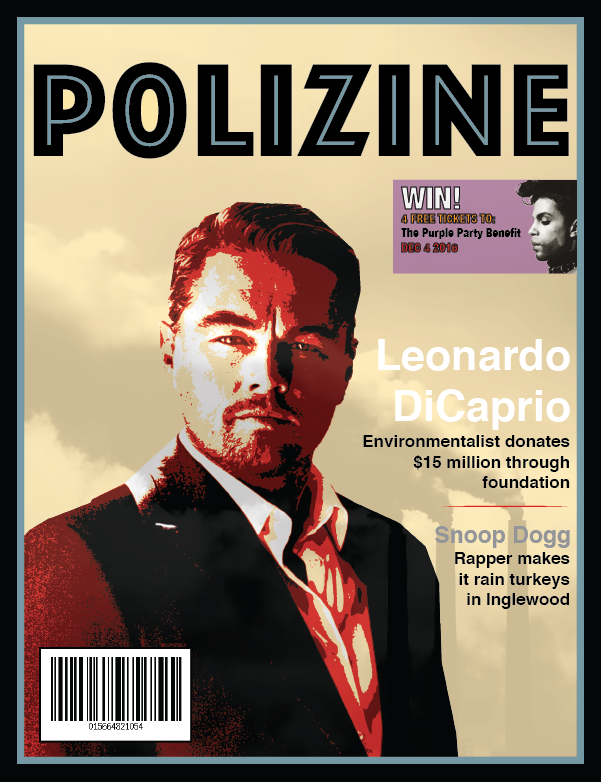 POLIZINE
WIN!
4 FREE TICKETS TO:
The Purple Party Benefit
DEC 4 2016
Leonardo
DiCaprio
Environmentalist donates
$15 million through
foundation
Snoop Dogg
Rapper makes
it rain turkeys
in Inglewood
015664821054